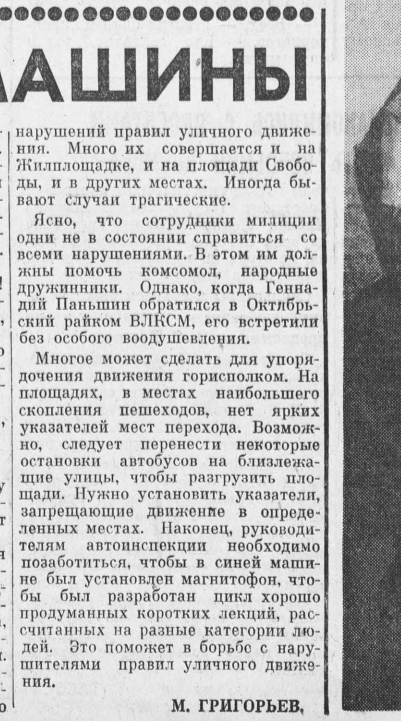 МАШИНЫ
нарушений правил уличного движе-
ния. Много их совершается и на
Жилплощадке, и на площади Свобо-
ды, и в других местах. Иногда бы-
вают случаи трагические.
Ясно, что сотрудники милиции
одни не в состоянии справиться со
всеми нарушениями. В этом им дол-
жны помочь комсомол, народные
дружинники. Однако, когда Генна-
дий Паньшин обратился в Октябрь-
ский райком ВЛКСМ, его встретили
без особого воодушевления.
Многое может сделать для упоря-
дочения движения горисполком. На
площадях, в местах наибольшего
скопления пешеходов, нет ярких
указателей мест перехода. Возмож-
но, следует перенести некоторые
остановки автобусов на близлежа-
щие улицы, чтобы разгрузить пло-
щади. Нужно установить указатели,
запрещающие движение в опреде-
ленных местах. Наконец, руководи-
телям автоинспекции необходимо
позаботиться, чтобы в синей маши-
не был установлен магнитофон, что-
бы был разработан цикл хорошо
продуманных коротких лекций, рас-
считанных на разные категории лю-
дей. Это поможет в борьбе с нару-
шителями правил уличного движе-
ния.
М. ГРИГОРЬЕВ.